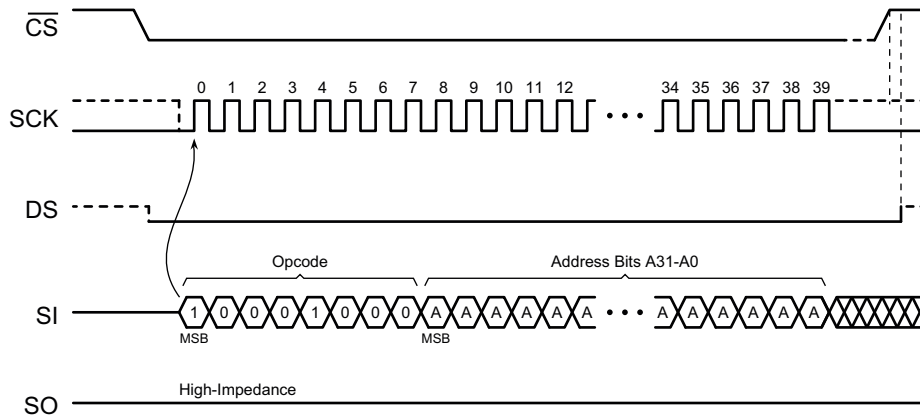 CS
0 1 2 3 4 5 6 7 8 9 10 11 12 34 35 36 37 38 39
SCK
DS
Opcode Address Bits A31-A0
SI 1 0 0 0 1 0 0 0 A A A A A A A A A A A A
MSB MSB
High-Impedance
SO